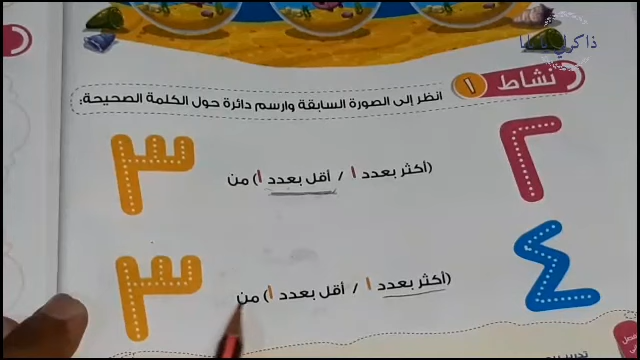 ذاكرلي ماما
نشاط ١ انظر إلى الصورة السابقة وارسم دائرة حول الكلمة الصحيحة:
٢ (أكثر بعدد ١ / أقل بعدد ١) من ٣
٤ (أكثر بعدد ١ / أقل بعدد ١) من ٣